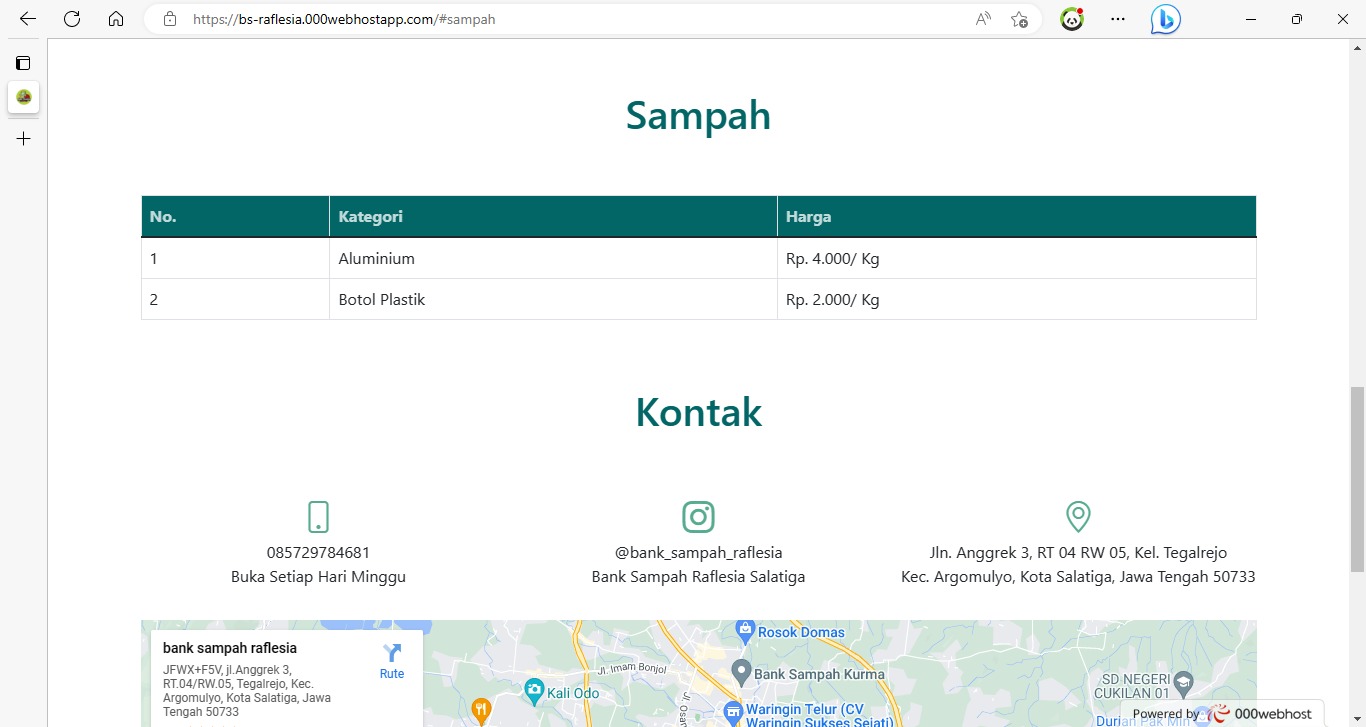 https://bs-raflesia.000webhostapp.com/#sampah
Sampah
No. Kategori Harga
1 Aluminium Rp. 4.000/ Kg
2 Botol Plastik Rp. 2.000/ Kg
Kontak
085729784681
Buka Setiap Hari Minggu
@bank_sampah_raflesia
Bank Sampah Raflesia Salatiga
Jln. Anggrek 3, RT 04 RW 05, Kel. Tegalrejo
Kec. Argomulyo, Kota Salatiga, Jawa Tengah 50733
bank sampah raflesia
JFWX+F5V, jl.Anggrek 3,
RT.04/RW.05, Tegalrejo, Kec.
Argomulyo, Kota Salatiga, Jawa
Tengah 50733
Rute
Rosok Domas
Jl. Imam Bonjol
Bank Sampah Kurma
Kali Odo
SD NEGERI
CUKILAN 01
Waringin Telur (CV
Waringin Sukses Sejati)
Durian Pak Min
Powered by 000webhost